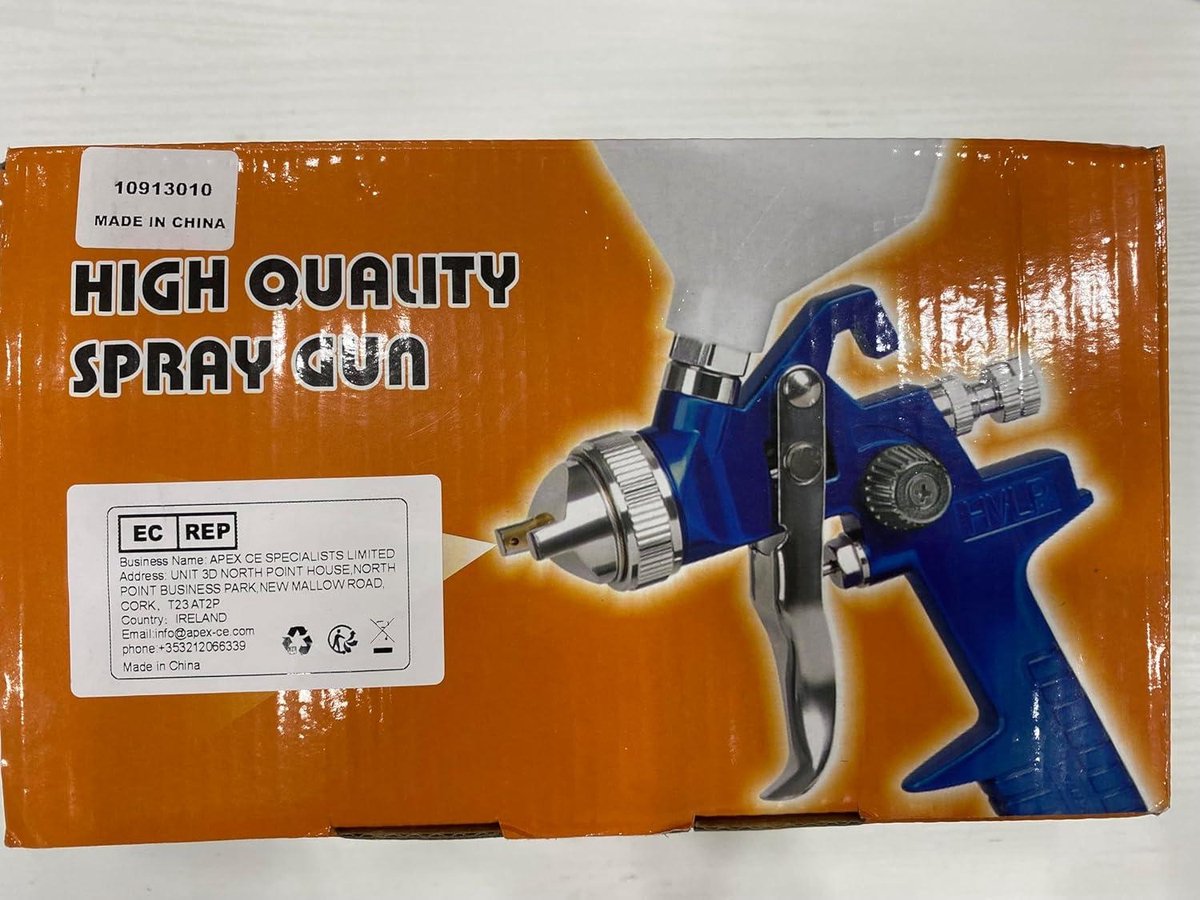 10913010
MADE IN CHINA
HIGH QUALITY
SPRAY GUN
EC REP
Business Name: APEX CE SPECIALISTS LIMITED
Address: UNIT 3D NORTH POINT HOUSE,NORTH
POINT BUSINESS PARK,NEW MALLOW ROAD,
CORK, T23AT2P
Country: IRELAND
Email:info@apex-ce.com
phone:+353212066339
Made in China
HVLP